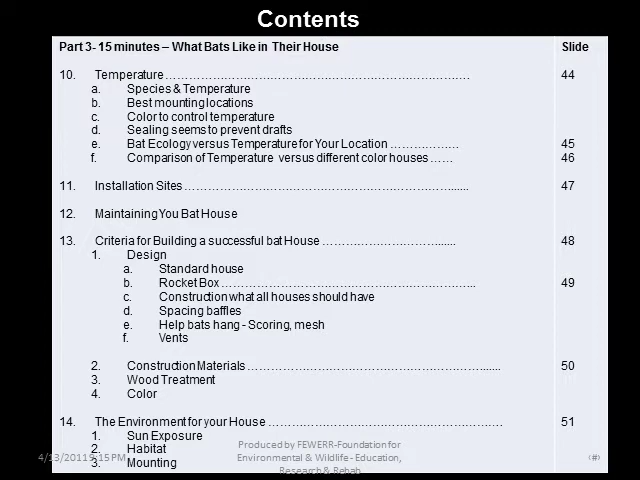 Contents
Part 3- 15 minutes – What Bats Like in Their House Slide
10. Temperature………………………………………………………………… 44
a. Species & Temperature
b. Best mounting locations
c. Color to control temperature
d. Sealing seems to prevent drafts
e. Bat Ecology versus Temperature for Your Location …….………. 45
f. Comparison of Temperature versus different color houses …… 46
11. Installation Sites …………………………………………………………....... 47
12. Maintaining You Bat House
13. Criteria for Building a successful bat House ………………………...... 48
1. Design
a. Standard house
b. Rocket Box …………………………………………………….. 49
c. Construction what all houses should have
d. Spacing baffles
e. Help bats hang - Scoring, mesh
f. Vents
2. Construction Materials …………………………………………………...... 50
3. Wood Treatment
4. Color
14. The Environment for your House ………………………………………………… 51
1. Sun Exposure
2. Habitat
3. Mounting
4/13/2011 9:15 PM
Produced by FEWERR-Foundation for
Environmental & Wildlife - Education,
Research & Rehab
‹#›